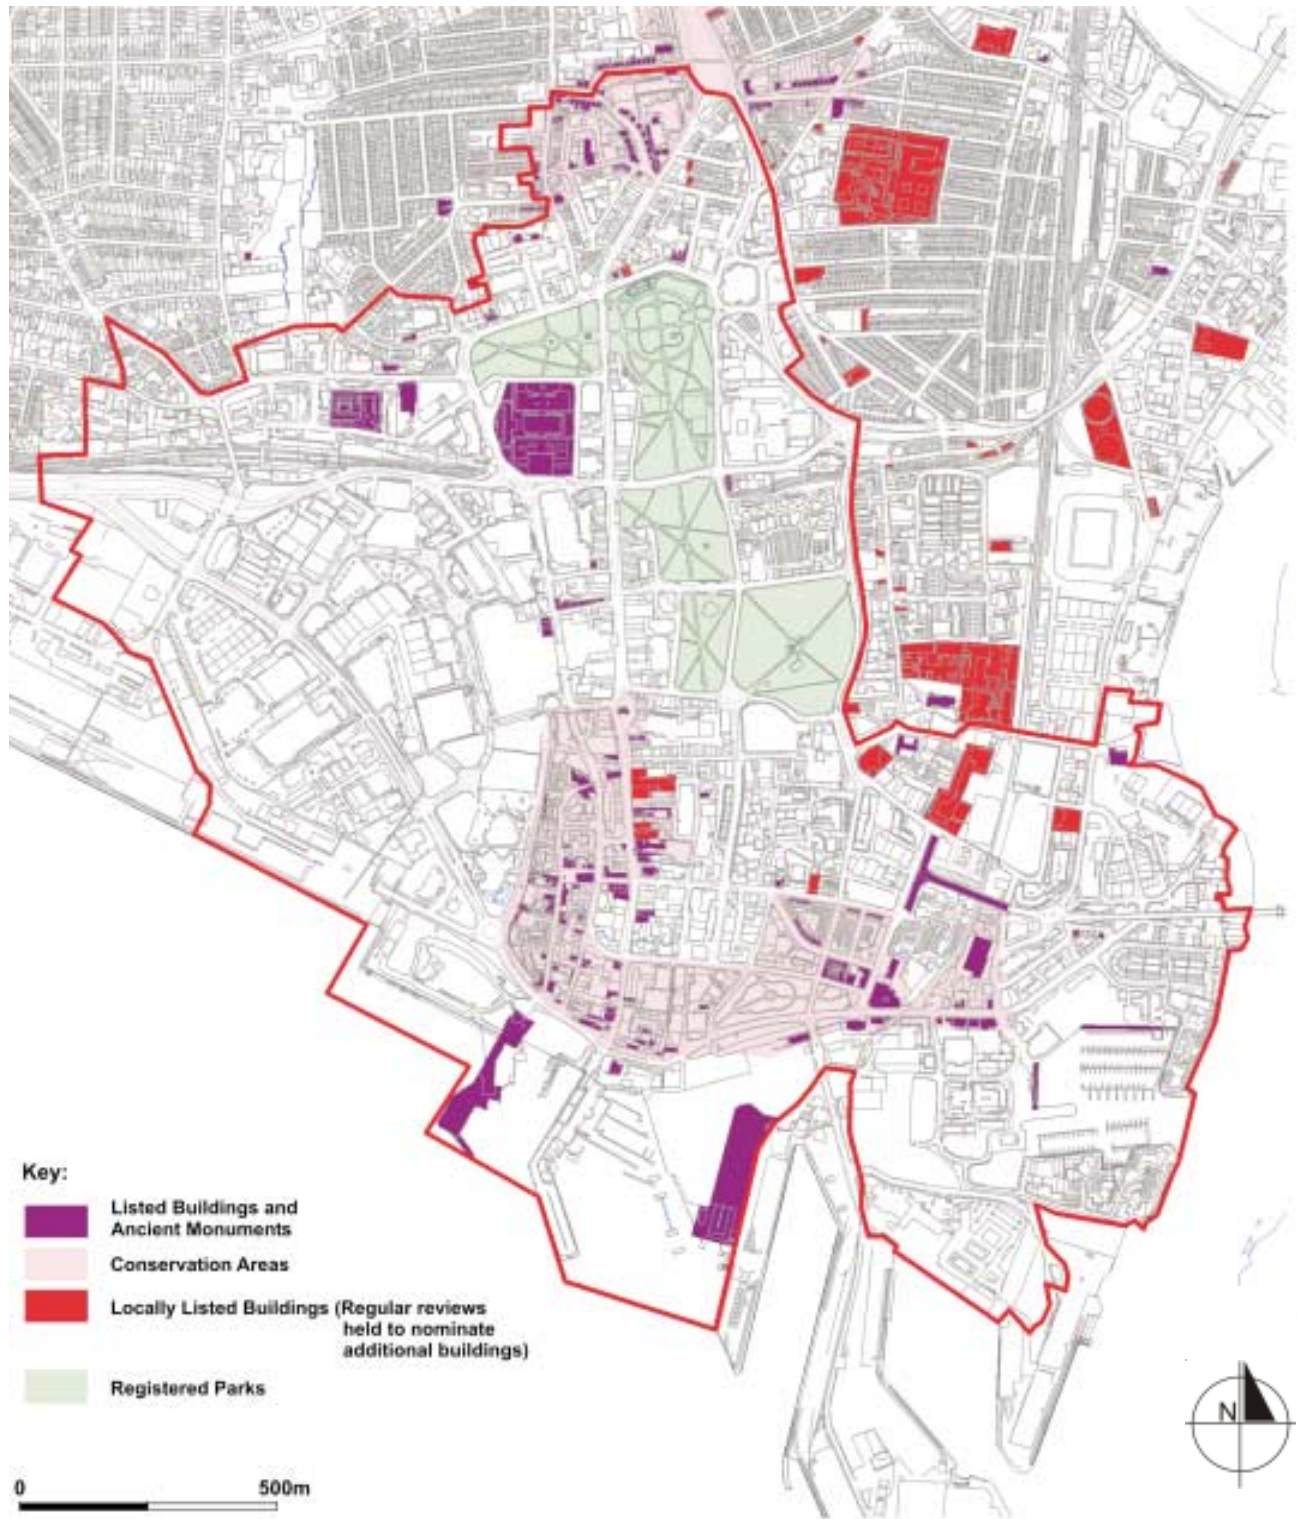 Key:
Listed Buildings and
Ancient Monuments
Conservation Areas
Locally Listed Buildings (Regular reviews
held to nominate
additional buildings)
Registered Parks
0 500m
N